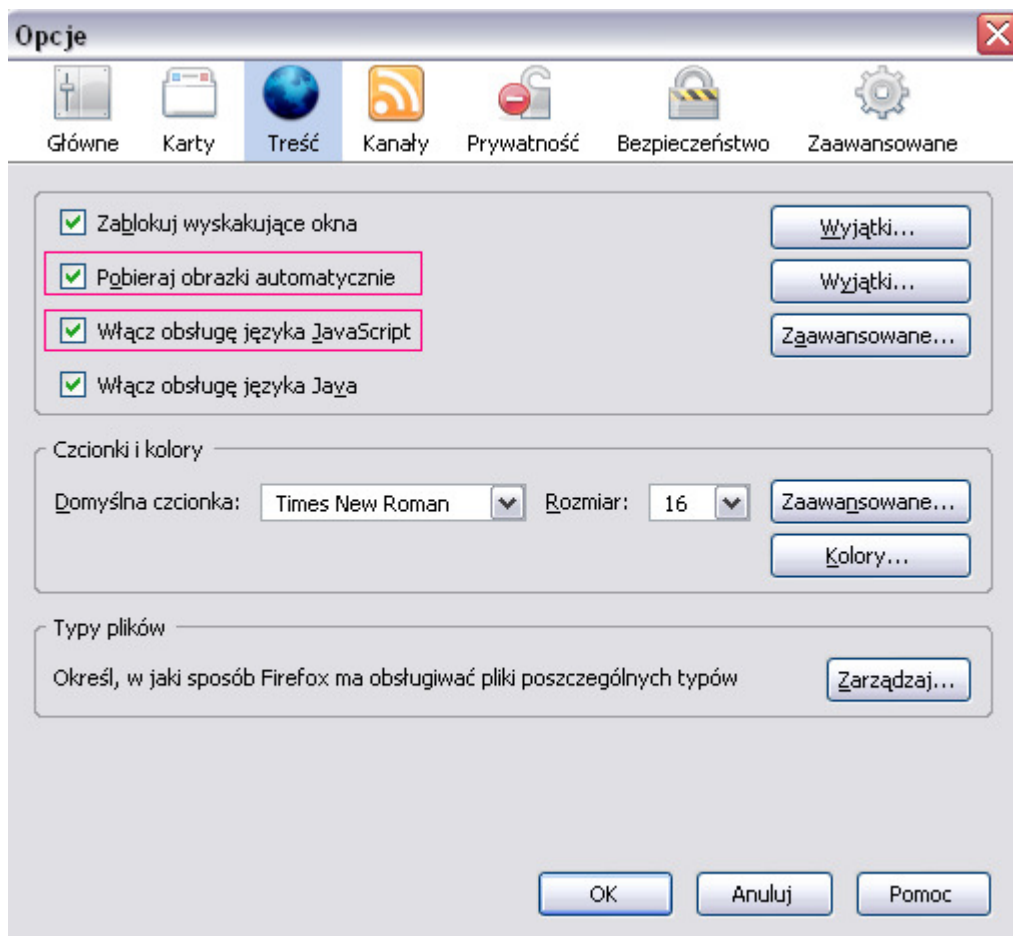 Opcje
Główne Karty Treść Kanały Prywatność Bezpieczeństwo Zaawansowane
Zablokuj wyskakujące okna Wyjątki...
Pobieraj obrazki automatycznie Wyjątki...
Włącz obsługę języka JavaScript Zaawansowane...
Włącz obsługę języka Java
Czcionki i kolory
Domyślna czcionka: Times New Roman Rozmiar: 16 Zaawansowane...
Kolory...
Typy plików
Określ, w jaki sposób Firefox ma obsługiwać pliki poszczególnych typów Zarządzaj...
OK Anuluj Pomoc